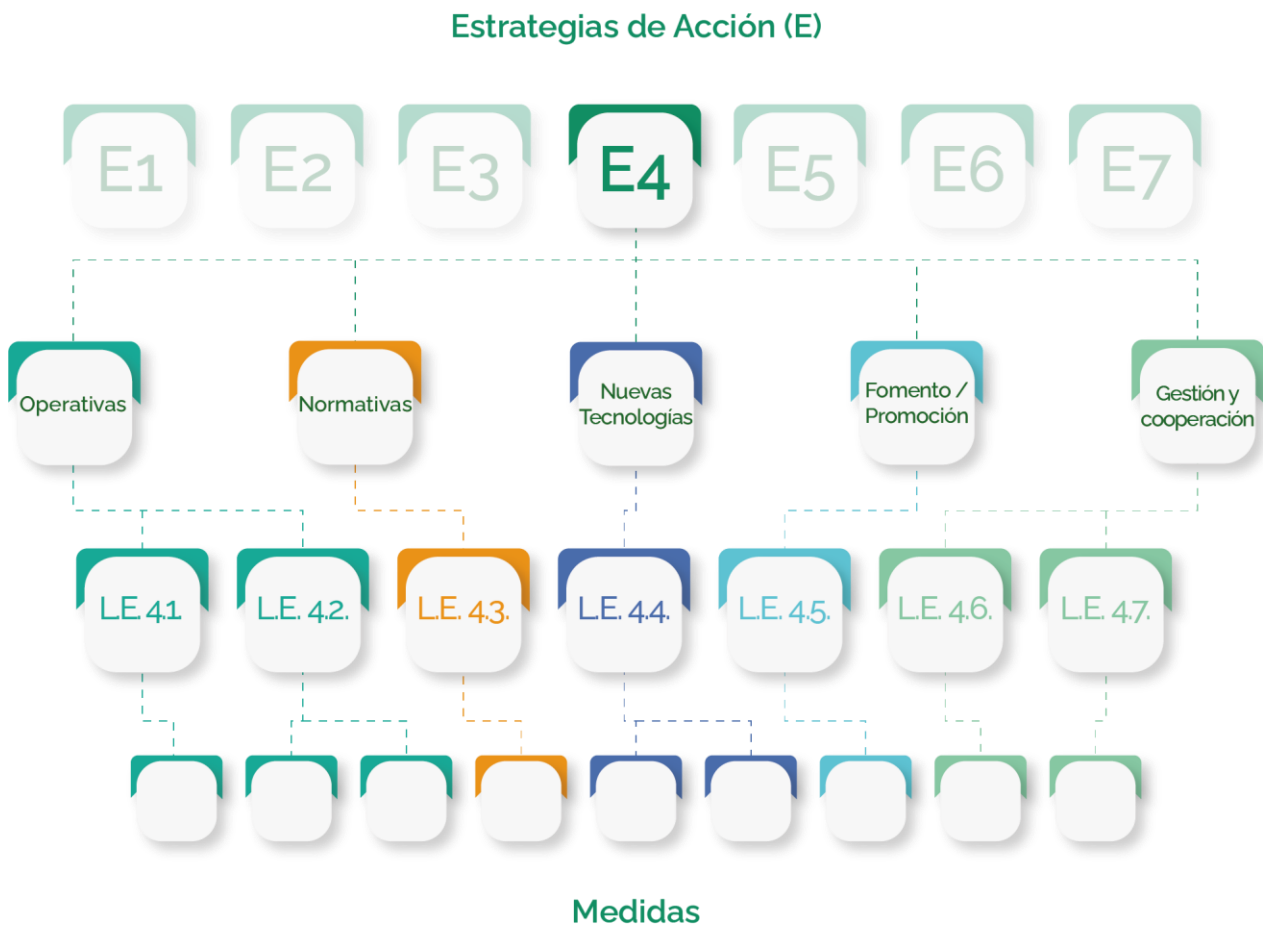 Estrategias de Acción (E)
E1
E2
E3
E4
E5
E6
E7
Operativas
Normativas
Nuevas
Tecnologías
Fomento /
Promoción
Gestión y
cooperación
L.E. 4.1
L.E. 4.2.
L.E. 4.3.
L.E. 4.4.
L.E. 4.5.
L.E. 4.6.
L.E. 4.7.
Medidas